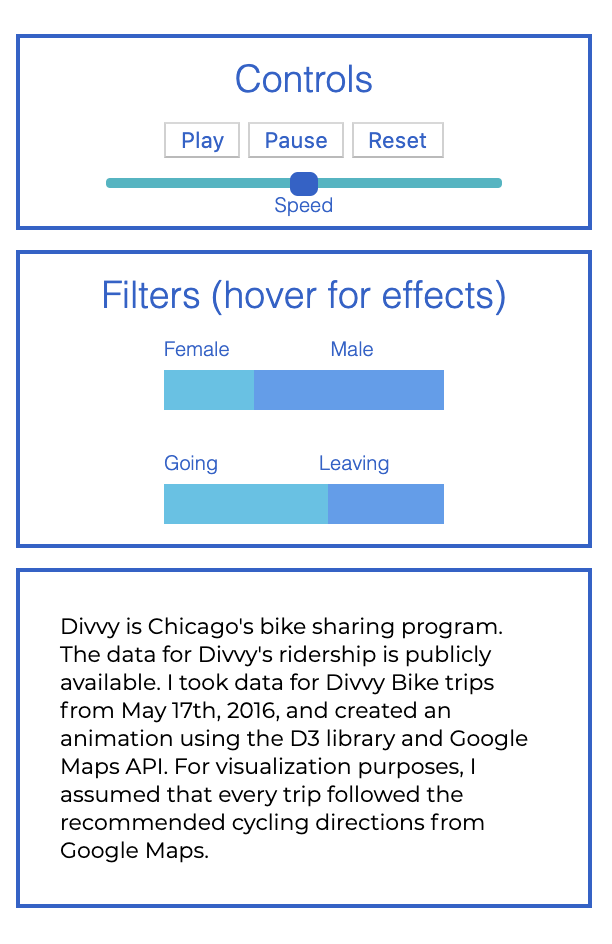 Controls
Play Pause Reset
Speed
Filters (hover for effects)
Female Male
Going Leaving
Divvy is Chicago's bike sharing program.
The data for Divvy's ridership is publicly
available. I took data for Divvy Bike trips
from May 17th, 2016, and created an
animation using the D3 library and Google
Maps API. For visualization purposes, I
assumed that every trip followed the
recommended cycling directions from
Google Maps.